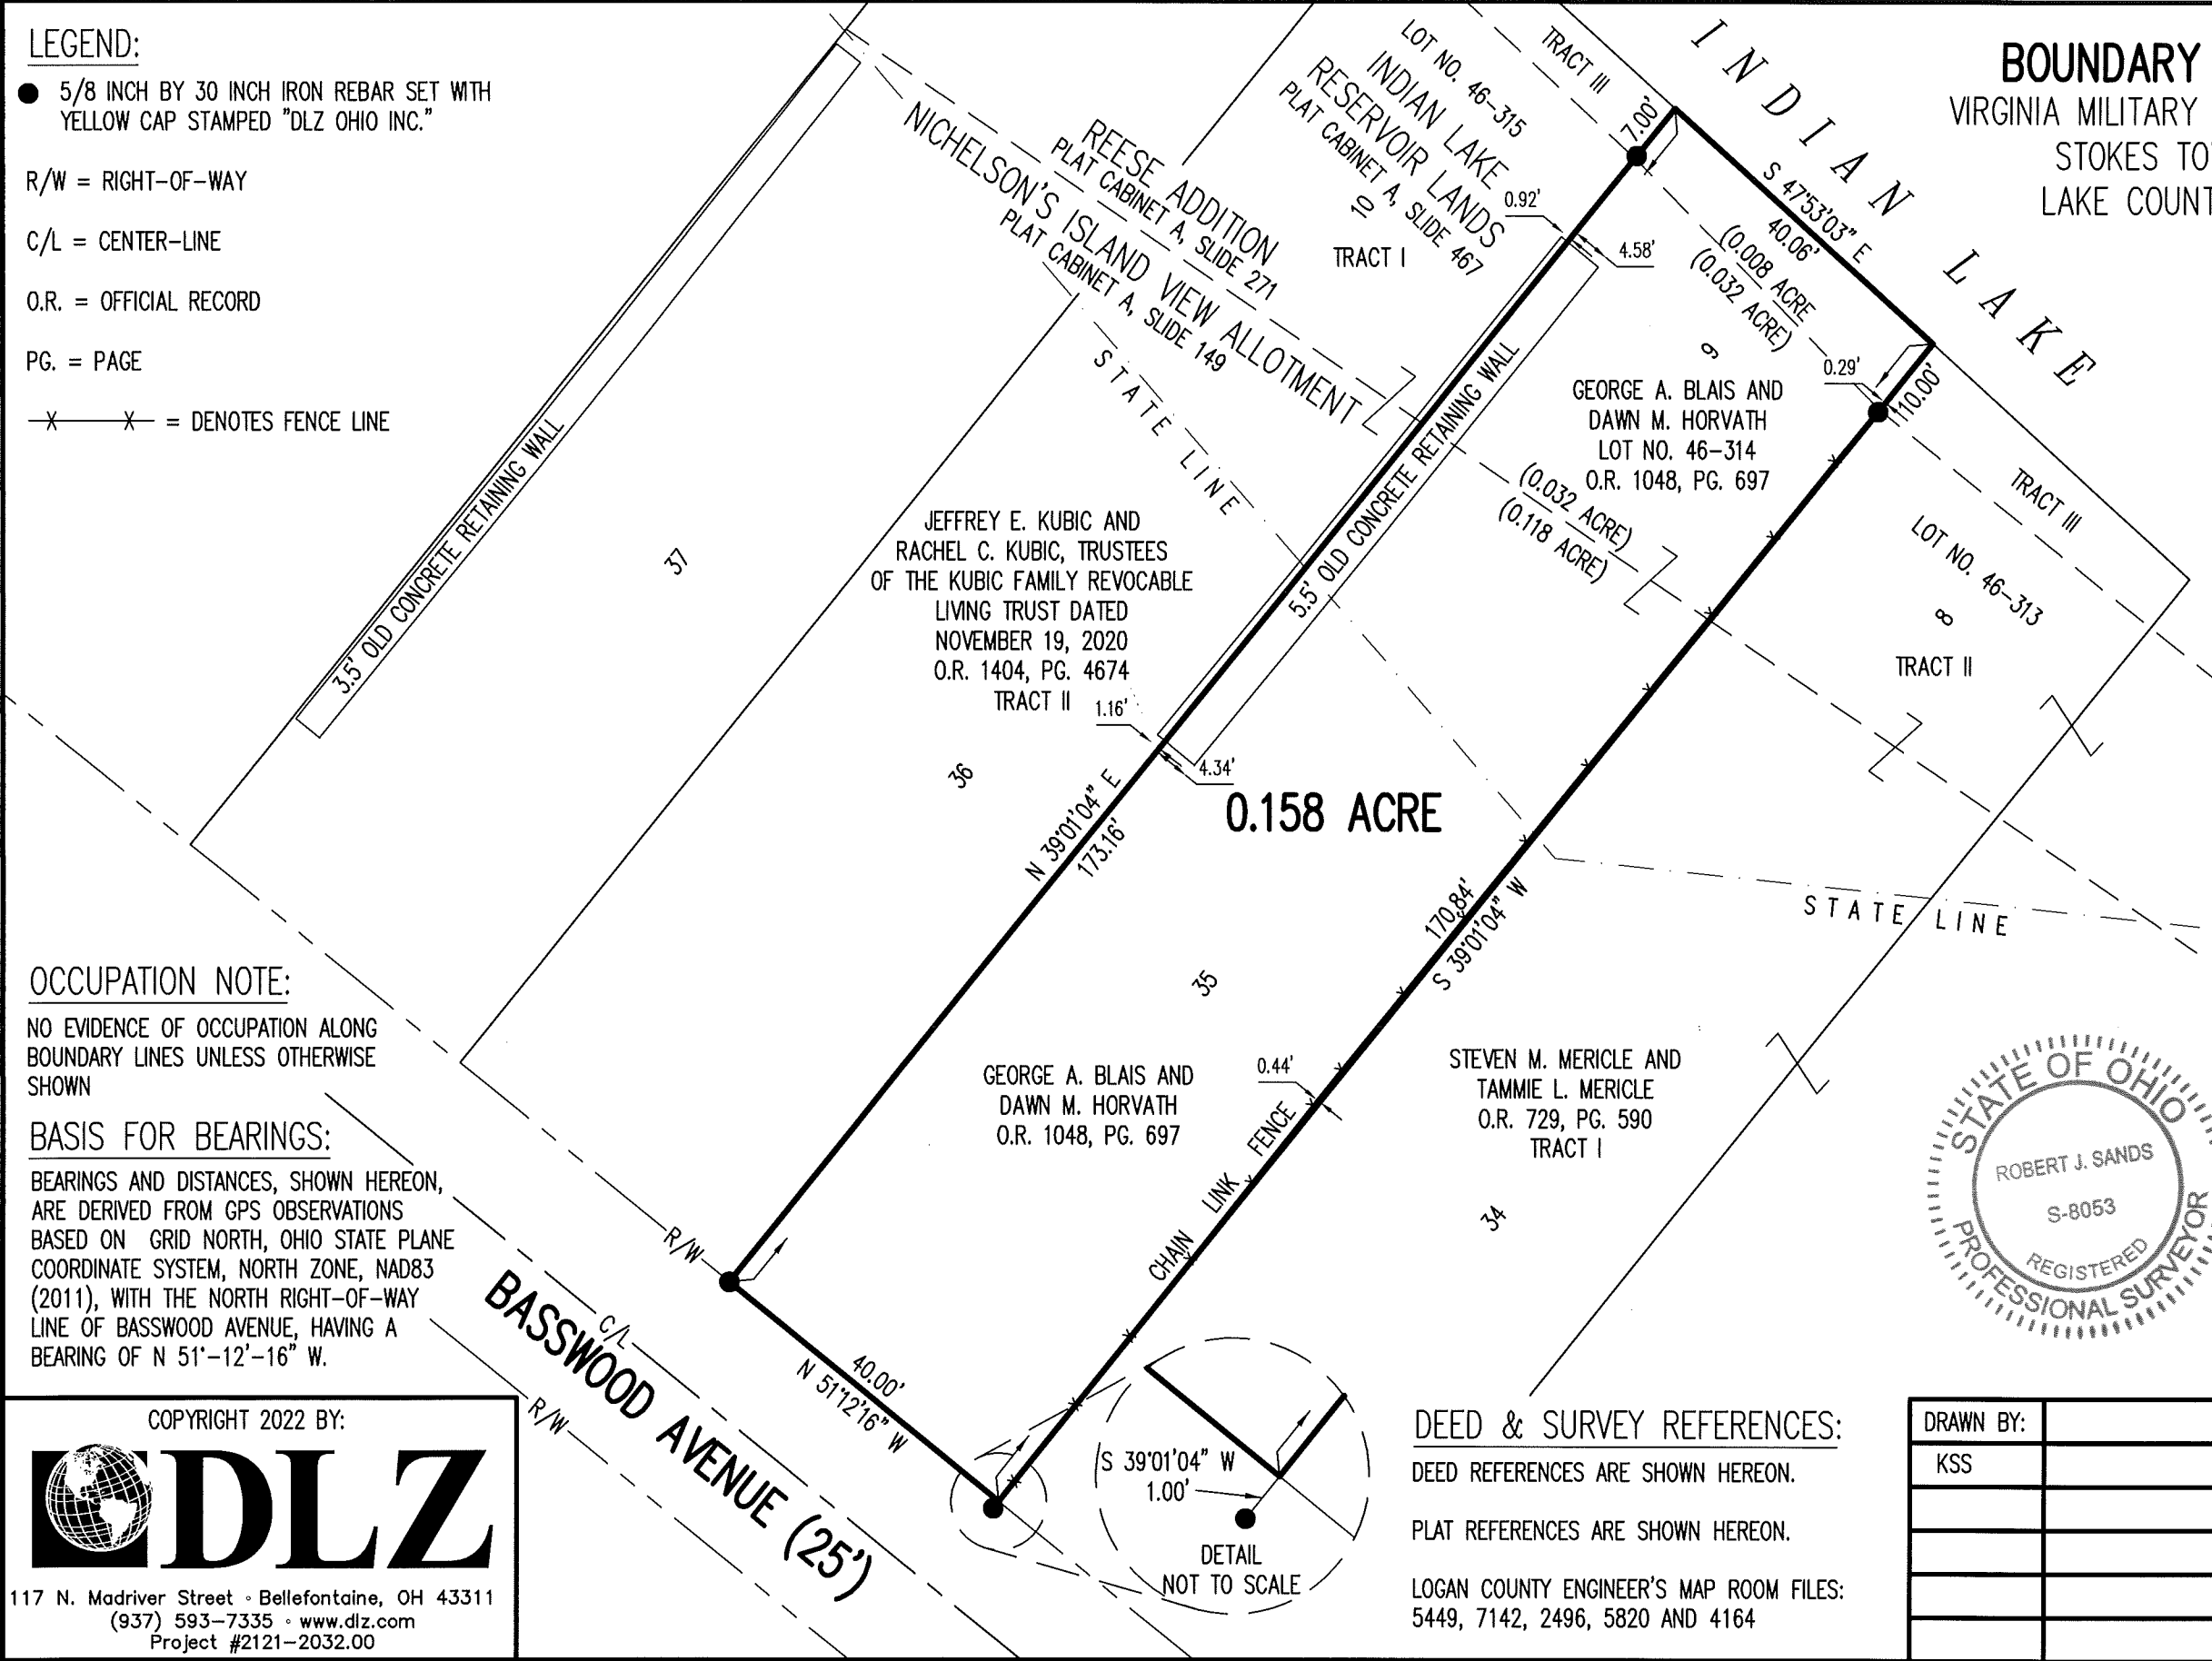 LEGEND:
5/8 INCH BY 30 INCH IRON REBAR SET WITH
YELLOW CAP STAMPED "DLZ OHIO INC."
R/W = RIGHT-OF-WAY
C/L = CENTER-LINE
O.R. = OFFICIAL RECORD
PG. = PAGE
= DENOTES FENCE LINE
BOUNDARY
VIRGINIA MILITARY
STOKES TO
LAKE COUNT
INDIAN LAKE
LOT NO. 46-315
INDIAN LAKE
RESERVOIR LANDS
PLAT CABINET A, SLIDE 467
10
TRACT I
TRACT III
REESE ADDITION
PLAT CABINET A, SLIDE 271
NICHELSON'S ISLAND VIEW ALLOTMENT
PLAT CABINET A, SLIDE 149
STATE LINE
7.00'
0.92'
4.58'
S 47°53'03" E
40.06'
(0.008 ACRE
(0.032 ACRE)
9
0.29'
10.00'
GEORGE A. BLAIS AND
DAWN M. HORVATH
LOT NO. 46-314
O.R. 1048, PG. 697
(0.032 ACRE)
(0.118 ACRE)
TRACT III
LOT NO. 46-313
8
TRACT II
3.5' OLD CONCRETE RETAINING WALL
37
JEFFREY E. KUBIC AND
RACHEL C. KUBIC, TRUSTEES
OF THE KUBIC FAMILY REVOCABLE
LIVING TRUST DATED
NOVEMBER 19, 2020
O.R. 1404, PG. 4674
TRACT II
5.5' OLD CONCRETE RETAINING WALL
1.16'
4.34'
36
N 39°01'04" E
173.16'
0.158 ACRE
170.84'
S 39°01'04" W
STATE LINE
35
GEORGE A. BLAIS AND
DAWN M. HORVATH
O.R. 1048, PG. 697
0.44'
CHAIN LINK FENCE
STEVEN M. MERICLE AND
TAMMIE L. MERICLE
O.R. 729, PG. 590
TRACT I
34
STATE OF OHIO
ROBERT J. SANDS
S-8053
REGISTERED
PROFESSIONAL SURVEYOR
OCCUPATION NOTE:
NO EVIDENCE OF OCCUPATION ALONG
BOUNDARY LINES UNLESS OTHERWISE
SHOWN
BASIS FOR BEARINGS:
BEARINGS AND DISTANCES, SHOWN HEREON,
ARE DERIVED FROM GPS OBSERVATIONS
BASED ON GRID NORTH, OHIO STATE PLANE
COORDINATE SYSTEM, NORTH ZONE, NAD83
(2011), WITH THE NORTH RIGHT-OF-WAY
LINE OF BASSWOOD AVENUE, HAVING A
BEARING OF N 51°-12'-16" W.
R/W
C/L
R/W
BASSWOOD AVENUE (25')
40.00'
N 51°12'16" W
S 39°01'04" W
1.00'
DETAIL
NOT TO SCALE
DEED & SURVEY REFERENCES:
DEED REFERENCES ARE SHOWN HEREON.
PLAT REFERENCES ARE SHOWN HEREON.
LOGAN COUNTY ENGINEER'S MAP ROOM FILES:
5449, 7142, 2496, 5820 AND 4164
DRAWN BY:
KSS
COPYRIGHT 2022 BY:
DLZ
117 N. Madriver Street ◦ Bellefontaine, OH 43311
(937) 593-7335 ◦ www.dlz.com
Project #2121-2032.00